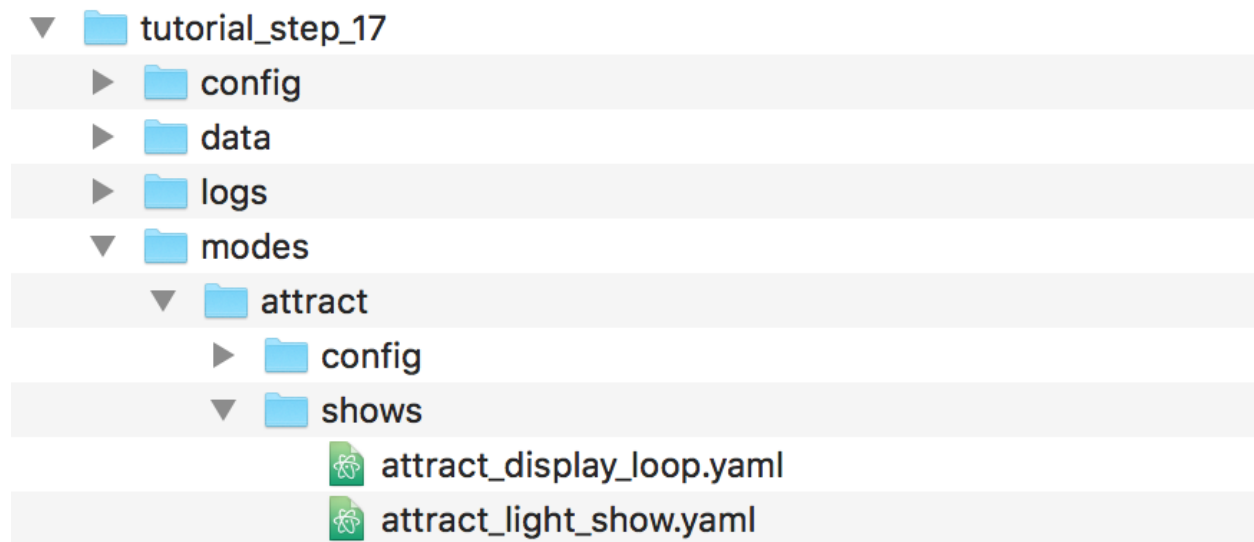 tutorial_step_17
config
data
logs
modes
attract
config
shows
attract_display_loop.yaml
attract_light_show.yaml